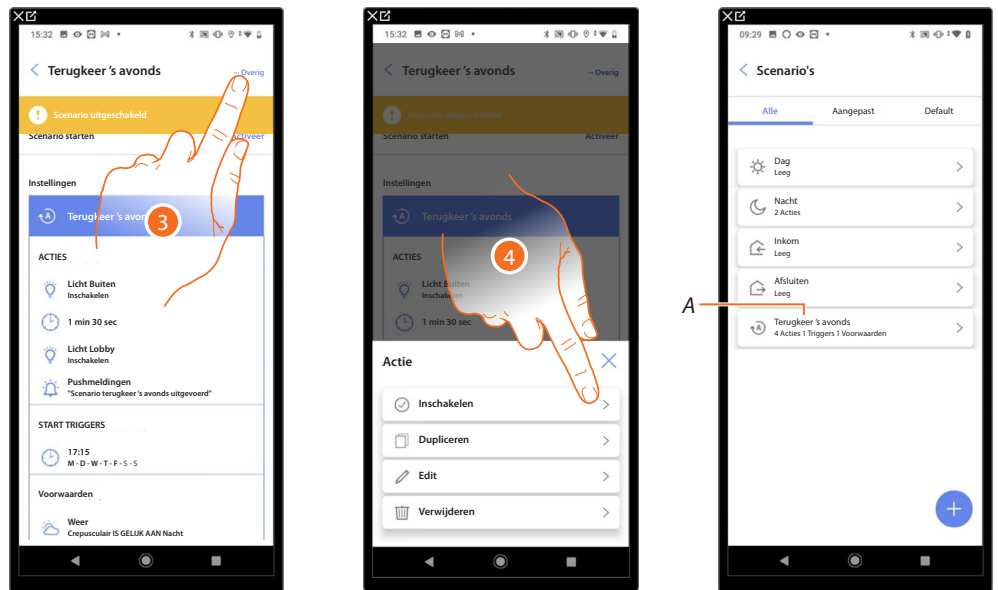 15:32
Terugkeer 's avonds
··· Overig
Scenario uitgeschakeld
Scenario starten
Activeer
Instellingen
Terugkeer 's avon
3
ACTIES
Licht Buiten
Inschakelen
1 min 30 sec
Licht Lobby
Inschakelen
Pushmeldingen
"Scenario terugkeer 's avonds uitgevoerd"
START TRIGGERS
17:15
M - D - W - T - F - S - S
Voorwaarden
Weer
Crepusculair IS GELIJK AAN Nacht
15:32
Terugkeer 's avonds
··· Overig
Scenario uitgeschakeld
Scenario starten
Activeer
Instellingen
Terugkeer 's avonds
ACTIES
4
Licht Buiten
Inschakelen
1 min 30 sec
Actie
Inschakelen
Dupliceren
Edit
Verwijderen
09:29
Scenario's
Alle
Aangepast
Default
Dag
Leeg
Nacht
2 Acties
Inkom
Leeg
Afsluiten
Leeg
A
Terugkeer 's avonds
4 Acties 1 Triggers 1 Voorwaarden